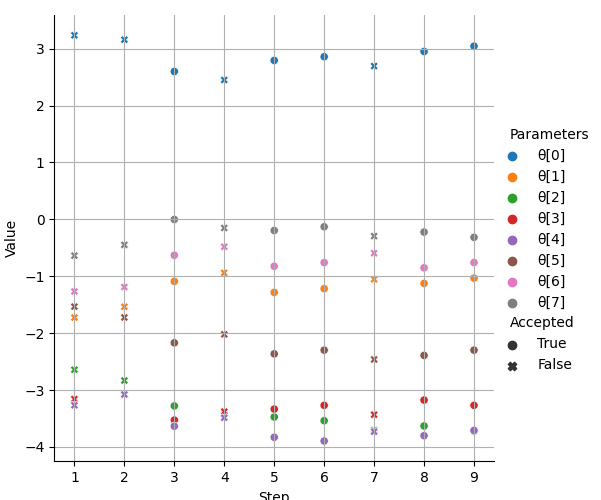 3
2
1
0
−1
−2
−3
−4
Value
1 2 3 4 5 6 7 8 9
Step
Parameters
θ[0]
θ[1]
θ[2]
θ[3]
θ[4]
θ[5]
θ[6]
θ[7]
Accepted
True
False